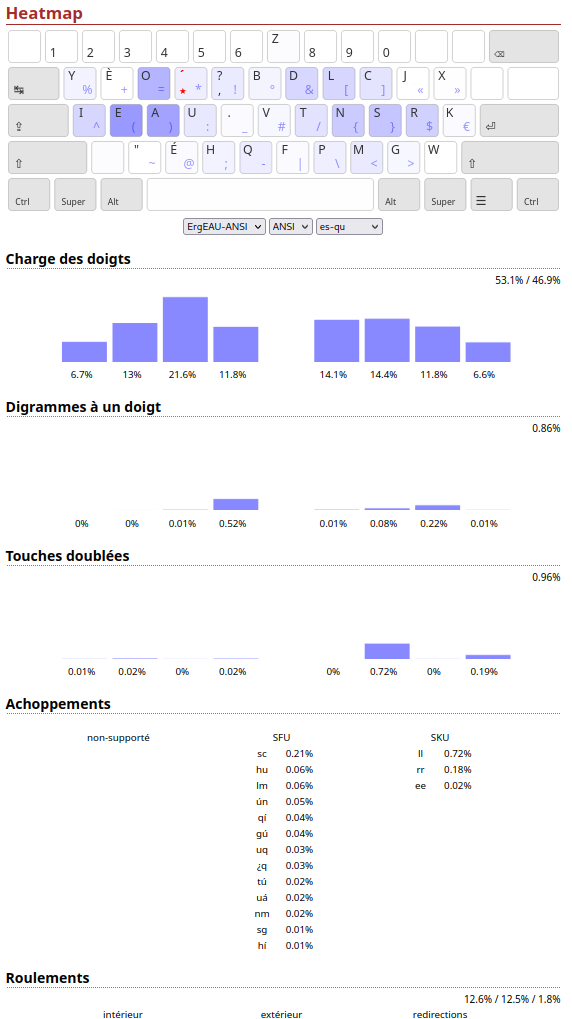 Heatmap
1 2 3 4 5 6 Z 8 9 0 ⌫
↹ Y % È + O = ´ ★ * ? , ! B ° D & L [ C ] J « X »
⇪ I ^ E ( A ) U : . _ V # T / N { S } R $ K € ⏎
⇧ " ~ É @ H ; Q - F | P \ M < G > W ⇧
Ctrl Super Alt Alt Super ☰ Ctrl
ErgEAU-ANSI ANSI es-qu
Charge des doigts
53.1% / 46.9%
6.7% 13% 21.6% 11.8% 14.1% 14.4% 11.8% 6.6%
Digrammes à un doigt
0.86%
0% 0% 0.01% 0.52% 0.01% 0.08% 0.22% 0.01%
Touches doublées
0.96%
0.01% 0.02% 0% 0.02% 0% 0.72% 0% 0.19%
Achoppements
non-supporté SFU SKU
sc 0.21% ll 0.72%
hu 0.06% rr 0.18%
lm 0.06% ee 0.02%
ún 0.05%
qí 0.04%
gú 0.04%
uq 0.03%
¿q 0.03%
tú 0.02%
uá 0.02%
nm 0.02%
sg 0.01%
hí 0.01%
Roulements
12.6% / 12.5% / 1.8%
intérieur extérieur redirections